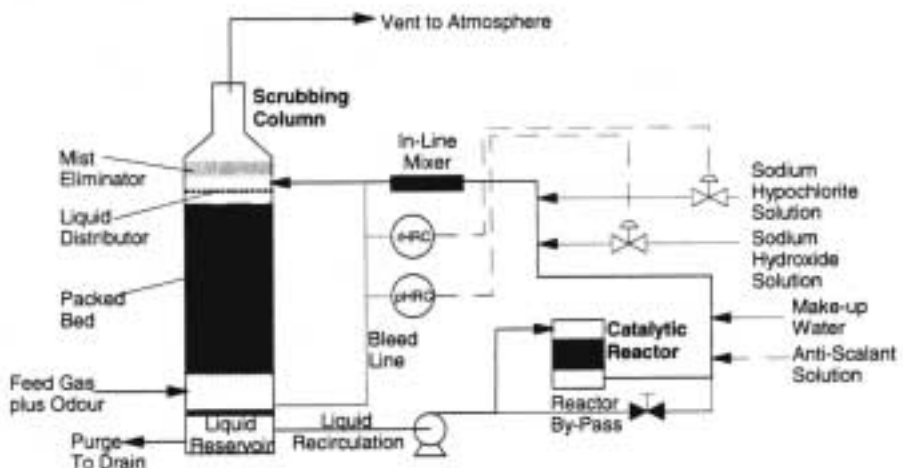 Vent to Atmosphere
Scrubbing
Column
In-Line
Mixer
Mist
Eliminator
Liquid
Distributor
Packed
Bed
Feed Gas
plus Odour
Purge
To Drain
Liquid
Reservoir
Liquid
Recirculation
Bleed
Line
rHRC
pHRC
Catalytic
Reactor
Reactor
By-Pass
Sodium
Hypochlorite
Solution
Sodium
Hydroxide
Solution
Make-up
Water
Anti-Scalant
Solution